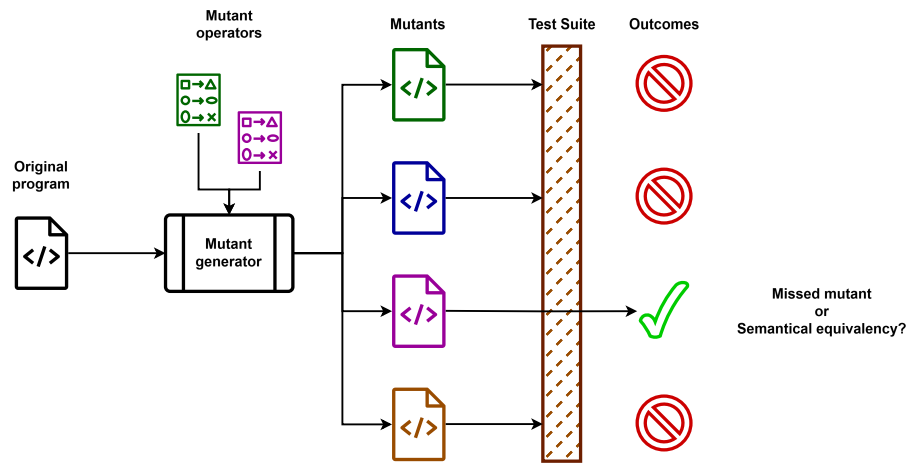 Mutant
operators
Mutants
Test Suite
Outcomes
Original
program
</>
Mutant
generator
</>
</>
</>
</>
Missed mutant
or
Semantical equivalency?